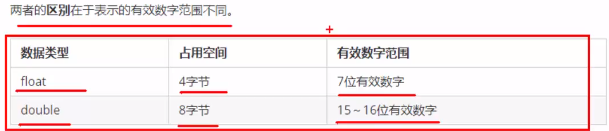 两者的区别在于表示的有效数字范围不同。
数据类型 占用空间 有效数字范围
float 4字节 7位有效数字
double 8字节 15～16位有效数字